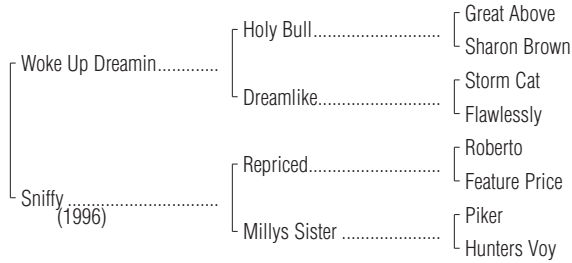 Great Above
Holy Bull..............................
Sharon Brown
Woke Up Dreamin.............
Storm Cat
Dreamlike.............................
Flawlessly
Roberto
Repriced...............................
Feature Price
Sniffy ................................
(1996)
Piker
Millys Sister .......................
Hunters Voy